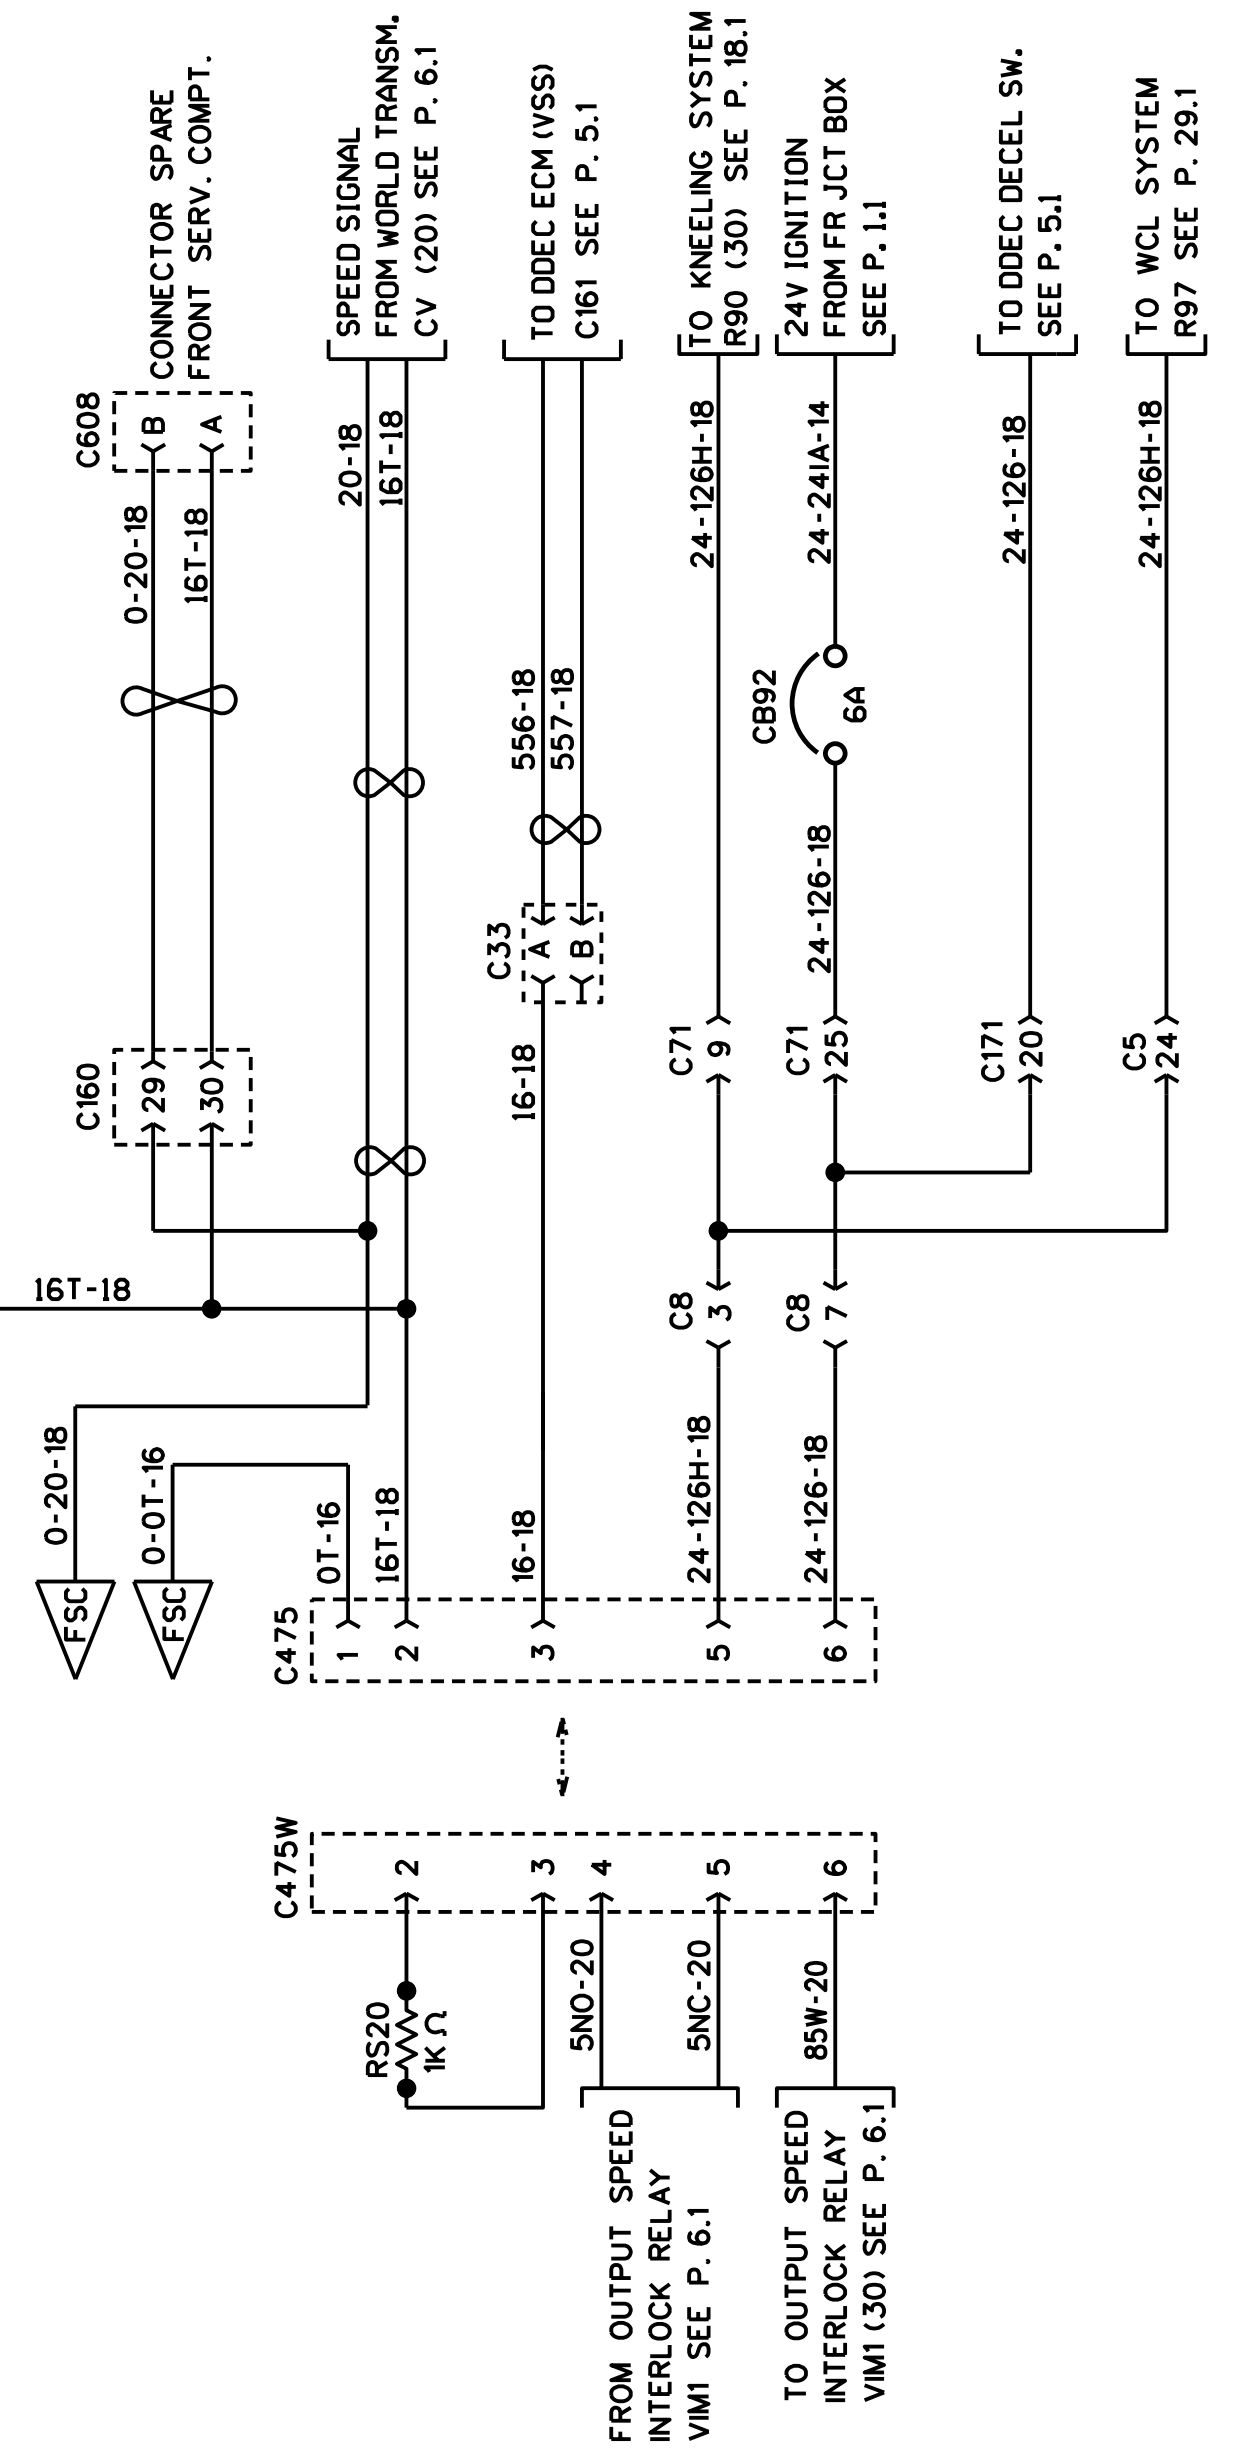 C608
B
A
CONNECTOR SPARE
FRONT SERV. COMPT.
0-20-18
16T-18
C160
29
30
16T-18
SPEED SIGNAL
FROM WORLD TRANSM.
CV (20) SEE P. 6.1
20-18
16T-18
0-20-18
FSC
0-0T-16
FSC
TO DDEC ECM (VSS)
C161 SEE P. 5.1
556-18
557-18
C33
A
B
16-18
TO KNEELING SYSTEM
R90 (30) SEE P. 18.1
24-126H-18
C71
9
C8
3
24V IGNITION
FROM FR JCT BOX
SEE P. 1.1
24-24IA-14
CB92
6A
24-126-18
C71
25
C8
7
TO DDEC DECEL SW.
SEE P. 5.1
24-126-18
C171
20
TO WCL SYSTEM
R97 SEE P. 29.1
24-126H-18
C5
24
0T-16
16T-18
16-18
24-126H-18
24-126-18
C475
1
2
3
5
6
C475W
2
3
4
5
6
RS20
1K Ω
5NO-20
5NC-20
85W-20
FROM OUTPUT SPEED
INTERLOCK RELAY
VIM1 SEE P. 6.1
TO OUTPUT SPEED
INTERLOCK RELAY
VIM1 (30) SEE P. 6.1